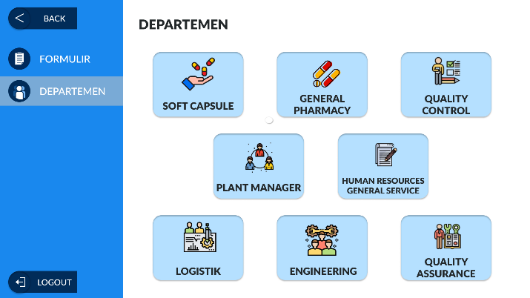 BACK
FORMULIR
DEPARTEMEN
LOGOUT
DEPARTEMEN
SOFT CAPSULE
GENERAL
PHARMACY
QUALITY
CONTROL
PLANT MANAGER
HUMAN RESOURCES
GENERAL SERVICE
LOGISTIK
ENGINEERING
QUALITY
ASSURANCE